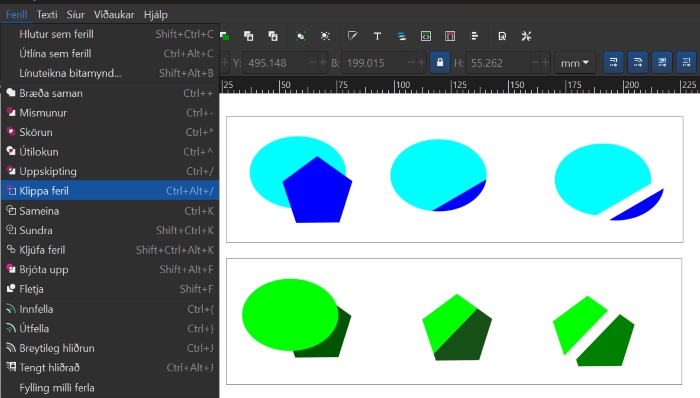 Ferill Texti Síur Viðaukar Hjálp
Hlutur sem ferill Shift+Ctrl+C
Útlína sem ferill Ctrl+Alt+C
Línuteikna bitamynd... Shift+Alt+B
Y: 495.148 B: 199.015 H: 55.262 mm
Bræða saman Ctrl++
25 50 75 100 125 150 175 200 225
Mismunur Ctrl+-
Skörun Ctrl+*
Útilokun Ctrl+^
Uppskipting Ctrl+/
Klippa feril Ctrl+Alt+/
Sameina Ctrl+K
Sundra Shift+Ctrl+K
Kljúfa feril Shift+Ctrl+Alt+K
Brjóta upp Shift+Alt+F
Fletja Shift+F
Innfella Ctrl+(
Útfella Ctrl+)
Breytileg hliðrun Ctrl+J
Tengt hliðrað Ctrl+Alt+J
Fylling milli ferla